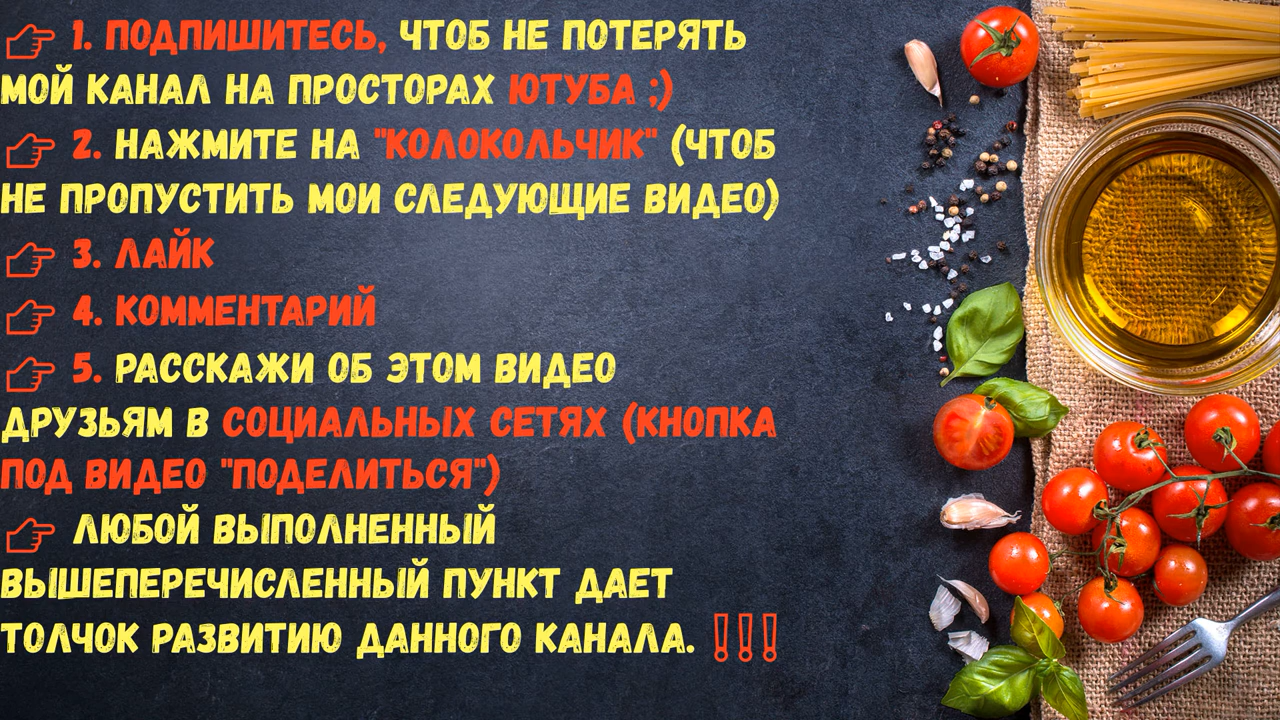 👉 1. ПОДПИШИТЕСЬ, ЧТОБ НЕ ПОТЕРЯТЬ
МОЙ КАНАЛ НА ПРОСТОРАХ ЮТУБА ;)
👉 2. НАЖМИТЕ НА "КОЛОКОЛЬЧИК" (ЧТОБ
НЕ ПРОПУСТИТЬ МОИ СЛЕДУЮЩИЕ ВИДЕО)
👉 3. ЛАЙК
👉 4. КОММЕНТАРИЙ
👉 5. РАССКАЖИ ОБ ЭТОМ ВИДЕО
ДРУЗЬЯМ В СОЦИАЛЬНЫХ СЕТЯХ (КНОПКА
ПОД ВИДЕО "ПОДЕЛИТЬСЯ")
👉 ЛЮБОЙ ВЫПОЛНЕННЫЙ
ВЫШЕПЕРЕЧИСЛЕННЫЙ ПУНКТ ДАЕТ
ТОЛЧОК РАЗВИТИЮ ДАННОГО КАНАЛА. ❗❗❗